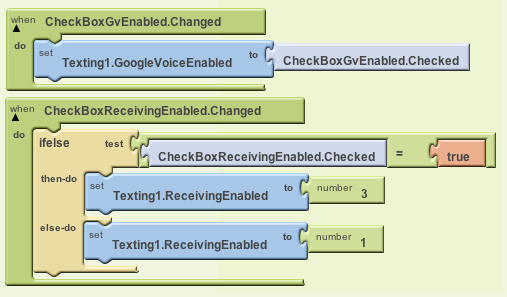 when CheckBoxGvEnabled.Changed
do set Texting1.GoogleVoiceEnabled to CheckBoxGvEnabled.Checked
when CheckBoxReceivingEnabled.Changed
do ifelse test CheckBoxReceivingEnabled.Checked = true
then-do set Texting1.ReceivingEnabled to number 3
else-do set Texting1.ReceivingEnabled to number 1